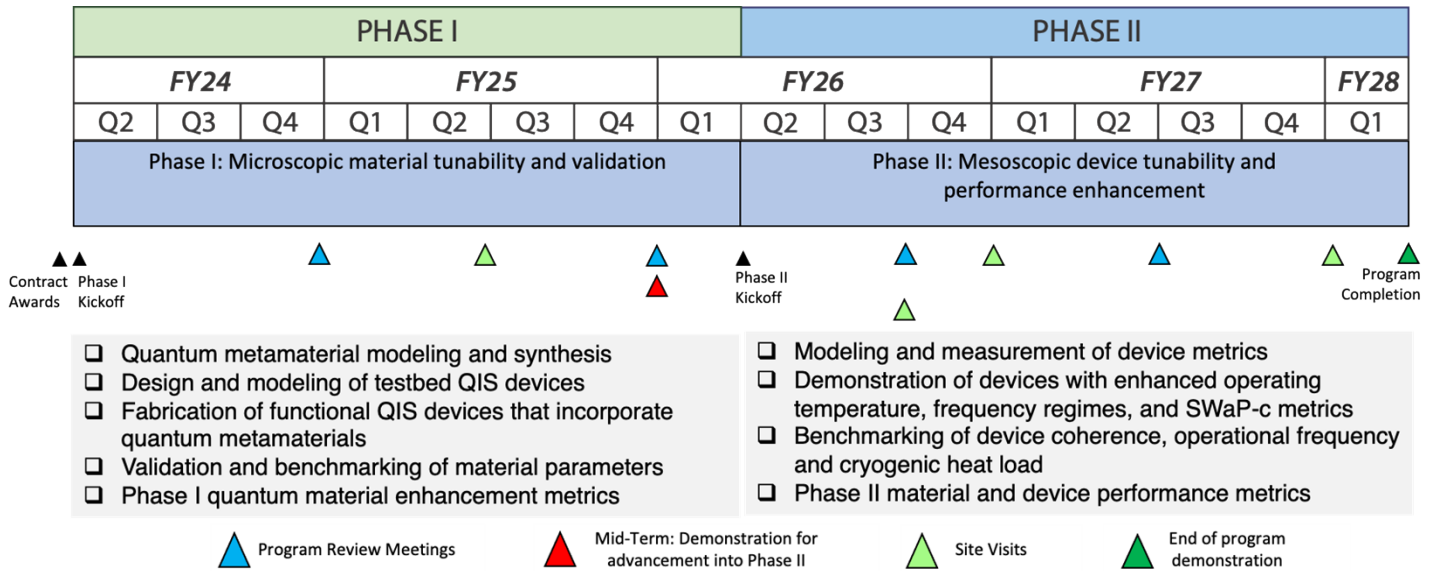 PHASE I
PHASE II
FY24
FY25
FY26
FY27
FY28
Q2
Q3
Q4
Q1
Q2
Q3
Q4
Q1
Q2
Q3
Q4
Q1
Q2
Q3
Q4
Q1
Phase I: Microscopic material tunability and validation
Phase II: Mesoscopic device tunability and
performance enhancement
Contract
Awards
Phase I
Kickoff
Phase II
Kickoff
Program
Completion
Quantum metamaterial modeling and synthesis
Design and modeling of testbed QIS devices
Fabrication of functional QIS devices that incorporate
quantum metamaterials
Validation and benchmarking of material parameters
Phase I quantum material enhancement metrics
Modeling and measurement of device metrics
Demonstration of devices with enhanced operating
temperature, frequency regimes, and SWaP-c metrics
Benchmarking of device coherence, operational frequency
and cryogenic heat load
Phase II material and device performance metrics
Program Review Meetings
Mid-Term: Demonstration for
advancement into Phase II
Site Visits
End of program
demonstration